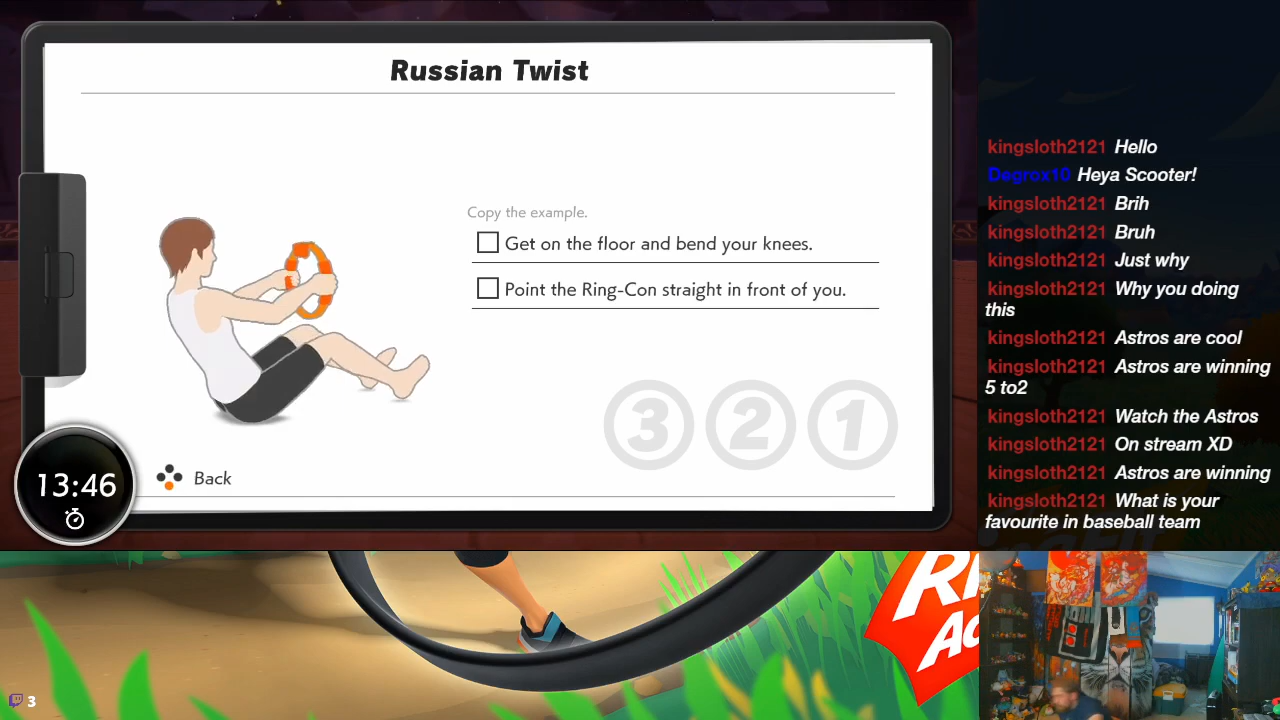 Russian Twist
Copy the example.
Get on the floor and bend your knees.
Point the Ring-Con straight in front of you.
3 2 1
Back
13:46
kingsloth2121 Hello
Degrox10 Heya Scooter!
kingsloth2121 Brih
kingsloth2121 Bruh
kingsloth2121 Just why
kingsloth2121 Why you doing
this
kingsloth2121 Astros are cool
kingsloth2121 Astros are winning
5 to2
kingsloth2121 Watch the Astros
kingsloth2121 On stream XD
kingsloth2121 Astros are winning
kingsloth2121 What is your
favourite in baseball team
3